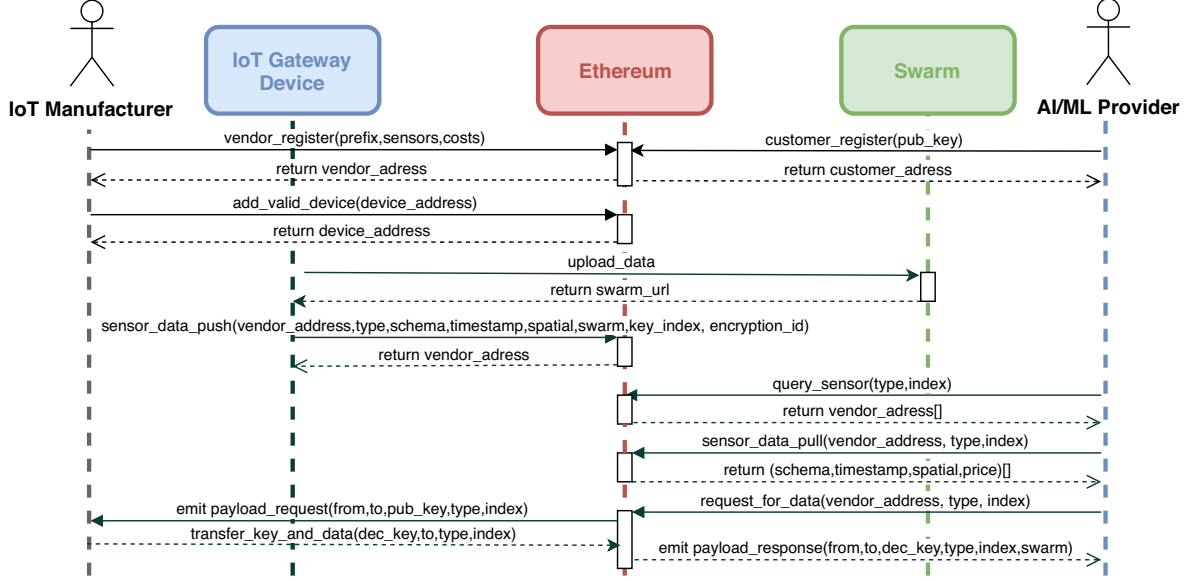 IoT Gateway
Device
Ethereum
Swarm
IoT Manufacturer
AI/ML Provider
vendor_register(prefix,sensors,costs)
customer_register(pub_key)
return vendor_adress
return customer_adress
add_valid_device(device_address)
return device_address
upload_data
return swarm_url
sensor_data_push(vendor_address,type,schema,timestamp,spatial,swarm,key_index, encryption_id)
return vendor_adress
query_sensor(type,index)
return vendor_adress[]
sensor_data_pull(vendor_address, type,index)
return (schema,timestamp,spatial,price)[]
request_for_data(vendor_address, type, index)
emit payload_request(from,to,pub_key,type,index)
transfer_key_and_data(dec_key,to,type,index)
emit payload_response(from,to,dec_key,type,index,swarm)